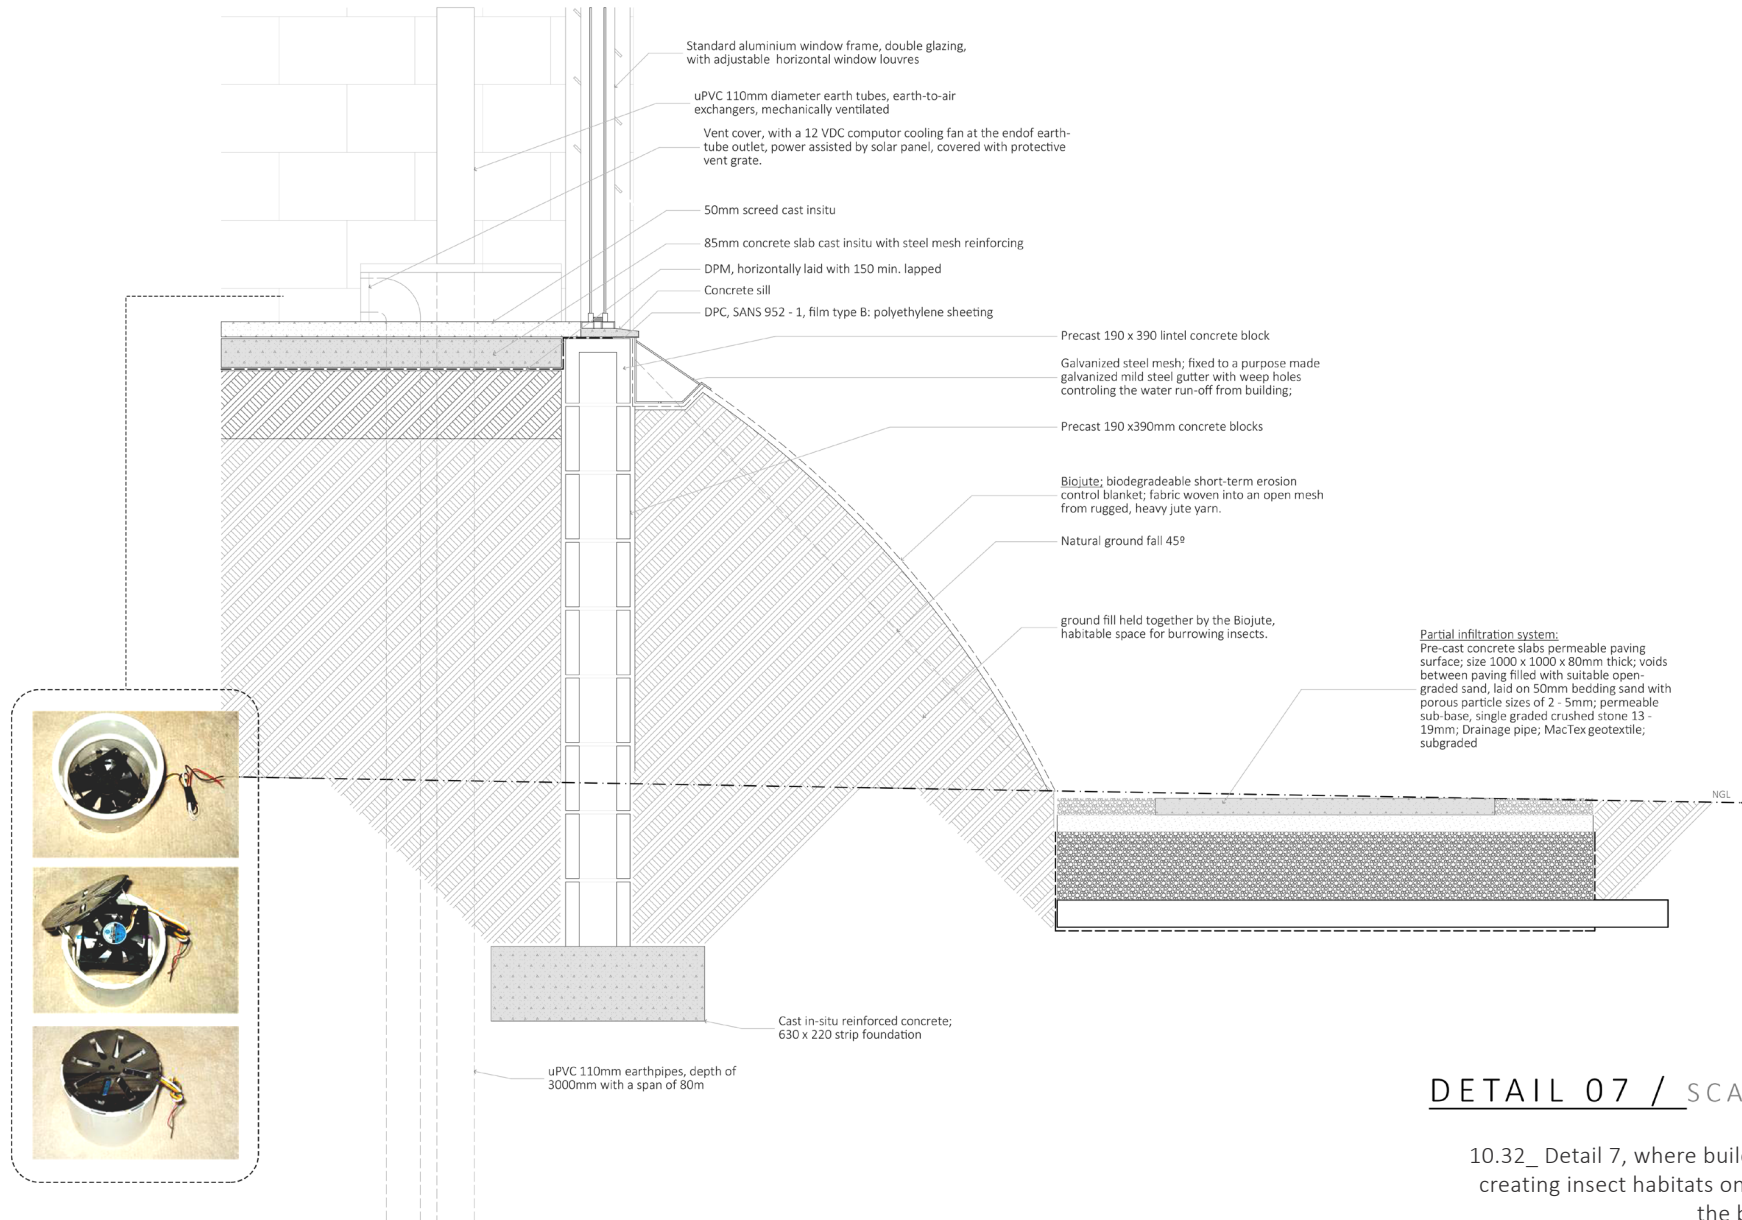 Standard aluminium window frame, double glazing,
with adjustable horizontal window louvres
uPVC 110mm diameter earth tubes, earth-to-air
exchangers, mechanically ventilated
Vent cover, with a 12 VDC computor cooling fan at the endof earth-
tube outlet, power assisted by solar panel, covered with protective
vent grate.
50mm screed cast insitu
85mm concrete slab cast insitu with steel mesh reinforcing
DPM, horizontally laid with 150 min. lapped
Concrete sill
DPC, SANS 952 - 1, film type B: polyethylene sheeting
Precast 190 x 390 lintel concrete block
Galvanized steel mesh; fixed to a purpose made
galvanized mild steel gutter with weep holes
controling the water run-off from building;
Precast 190 x390mm concrete blocks
Biojute; biodegradeable short-term erosion
control blanket; fabric woven into an open mesh
from rugged, heavy jute yarn.
Natural ground fall 45º
ground fill held together by the Biojute,
habitable space for burrowing insects.
Partial infiltration system:
Pre-cast concrete slabs permeable paving
surface; size 1000 x 1000 x 80mm thick; voids
between paving filled with suitable open-
graded sand, laid on 50mm bedding sand with
porous particle sizes of 2 - 5mm; permeable
sub-base, single graded crushed stone 13 -
19mm; Drainage pipe; MacTex geotextile;
subgraded
NGL
Cast in-situ reinforced concrete;
630 x 220 strip foundation
uPVC 110mm earthpipes, depth of
3000mm with a span of 80m
DETAIL 07 / SCA
10.32_ Detail 7, where buil
creating insect habitats on
the b